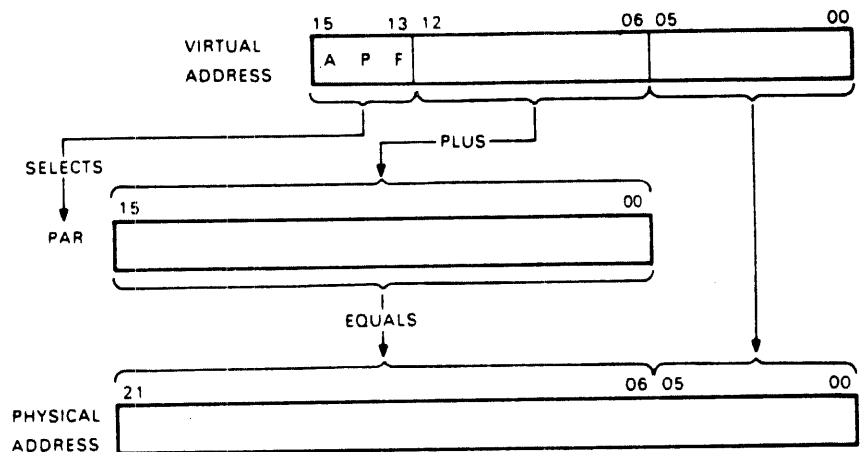 15 13 12 06 05 00
VIRTUAL ADDRESS
A P F
PLUS
SELECTS
15 00
PAR
EQUALS
21 06 05 00
PHYSICAL ADDRESS